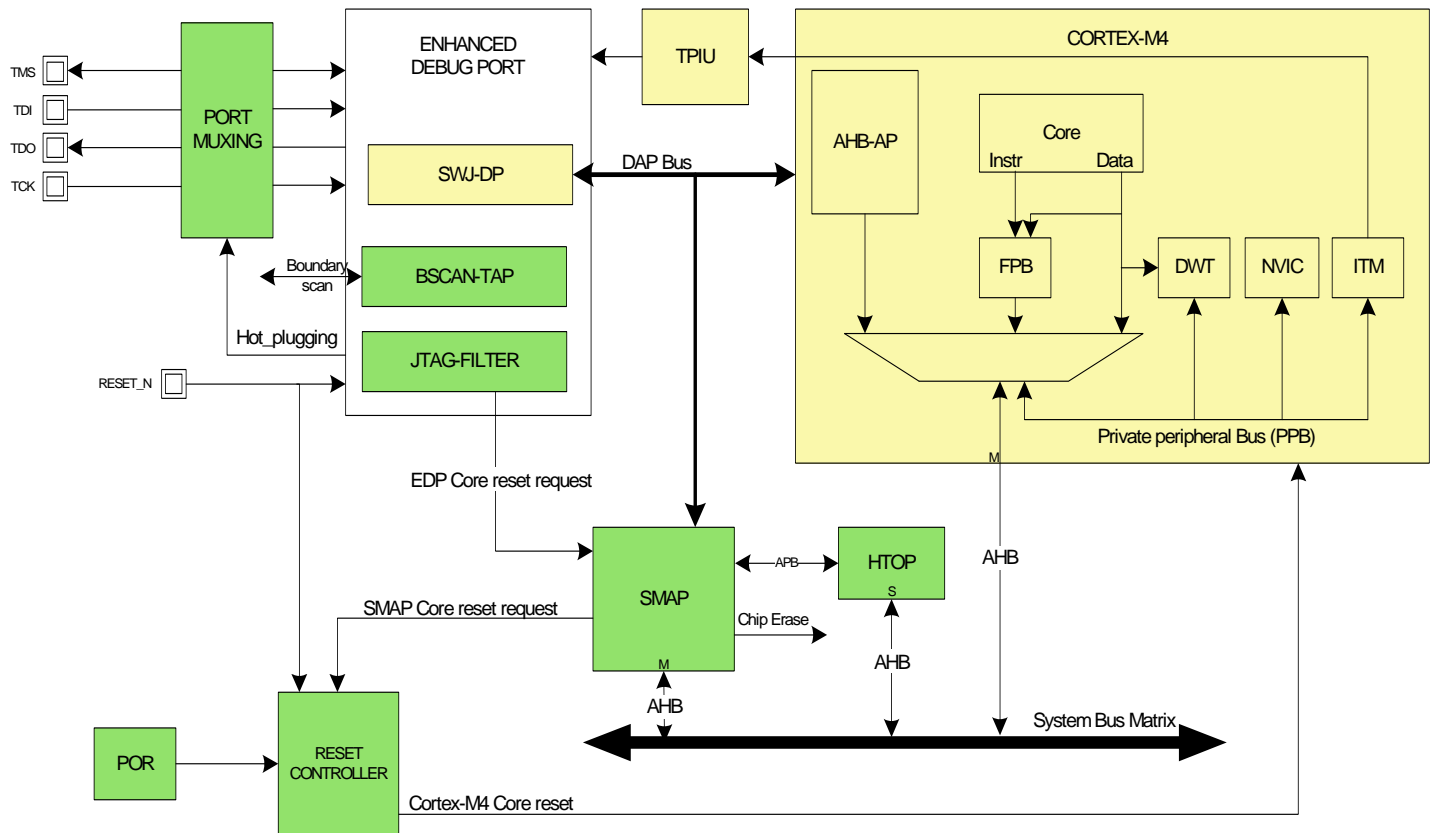 TMS
TDI
TDO
TCK
PORT
MUXING
ENHANCED
DEBUG PORT
SWJ-DP
BSCAN-TAP
JTAG-FILTER
Boundary
scan
Hot_plugging
RESET_N
TPIU
DAP Bus
CORTEX-M4
AHB-AP
Core
Instr
Data
FPB
DWT
NVIC
ITM
Private peripheral Bus (PPB)
M
EDP Core reset request
SMAP
M
APB
HTOP
S
AHB
SMAP Core reset request
Chip Erase
AHB
AHB
System Bus Matrix
POR
RESET
CONTROLLER
Cortex-M4 Core reset